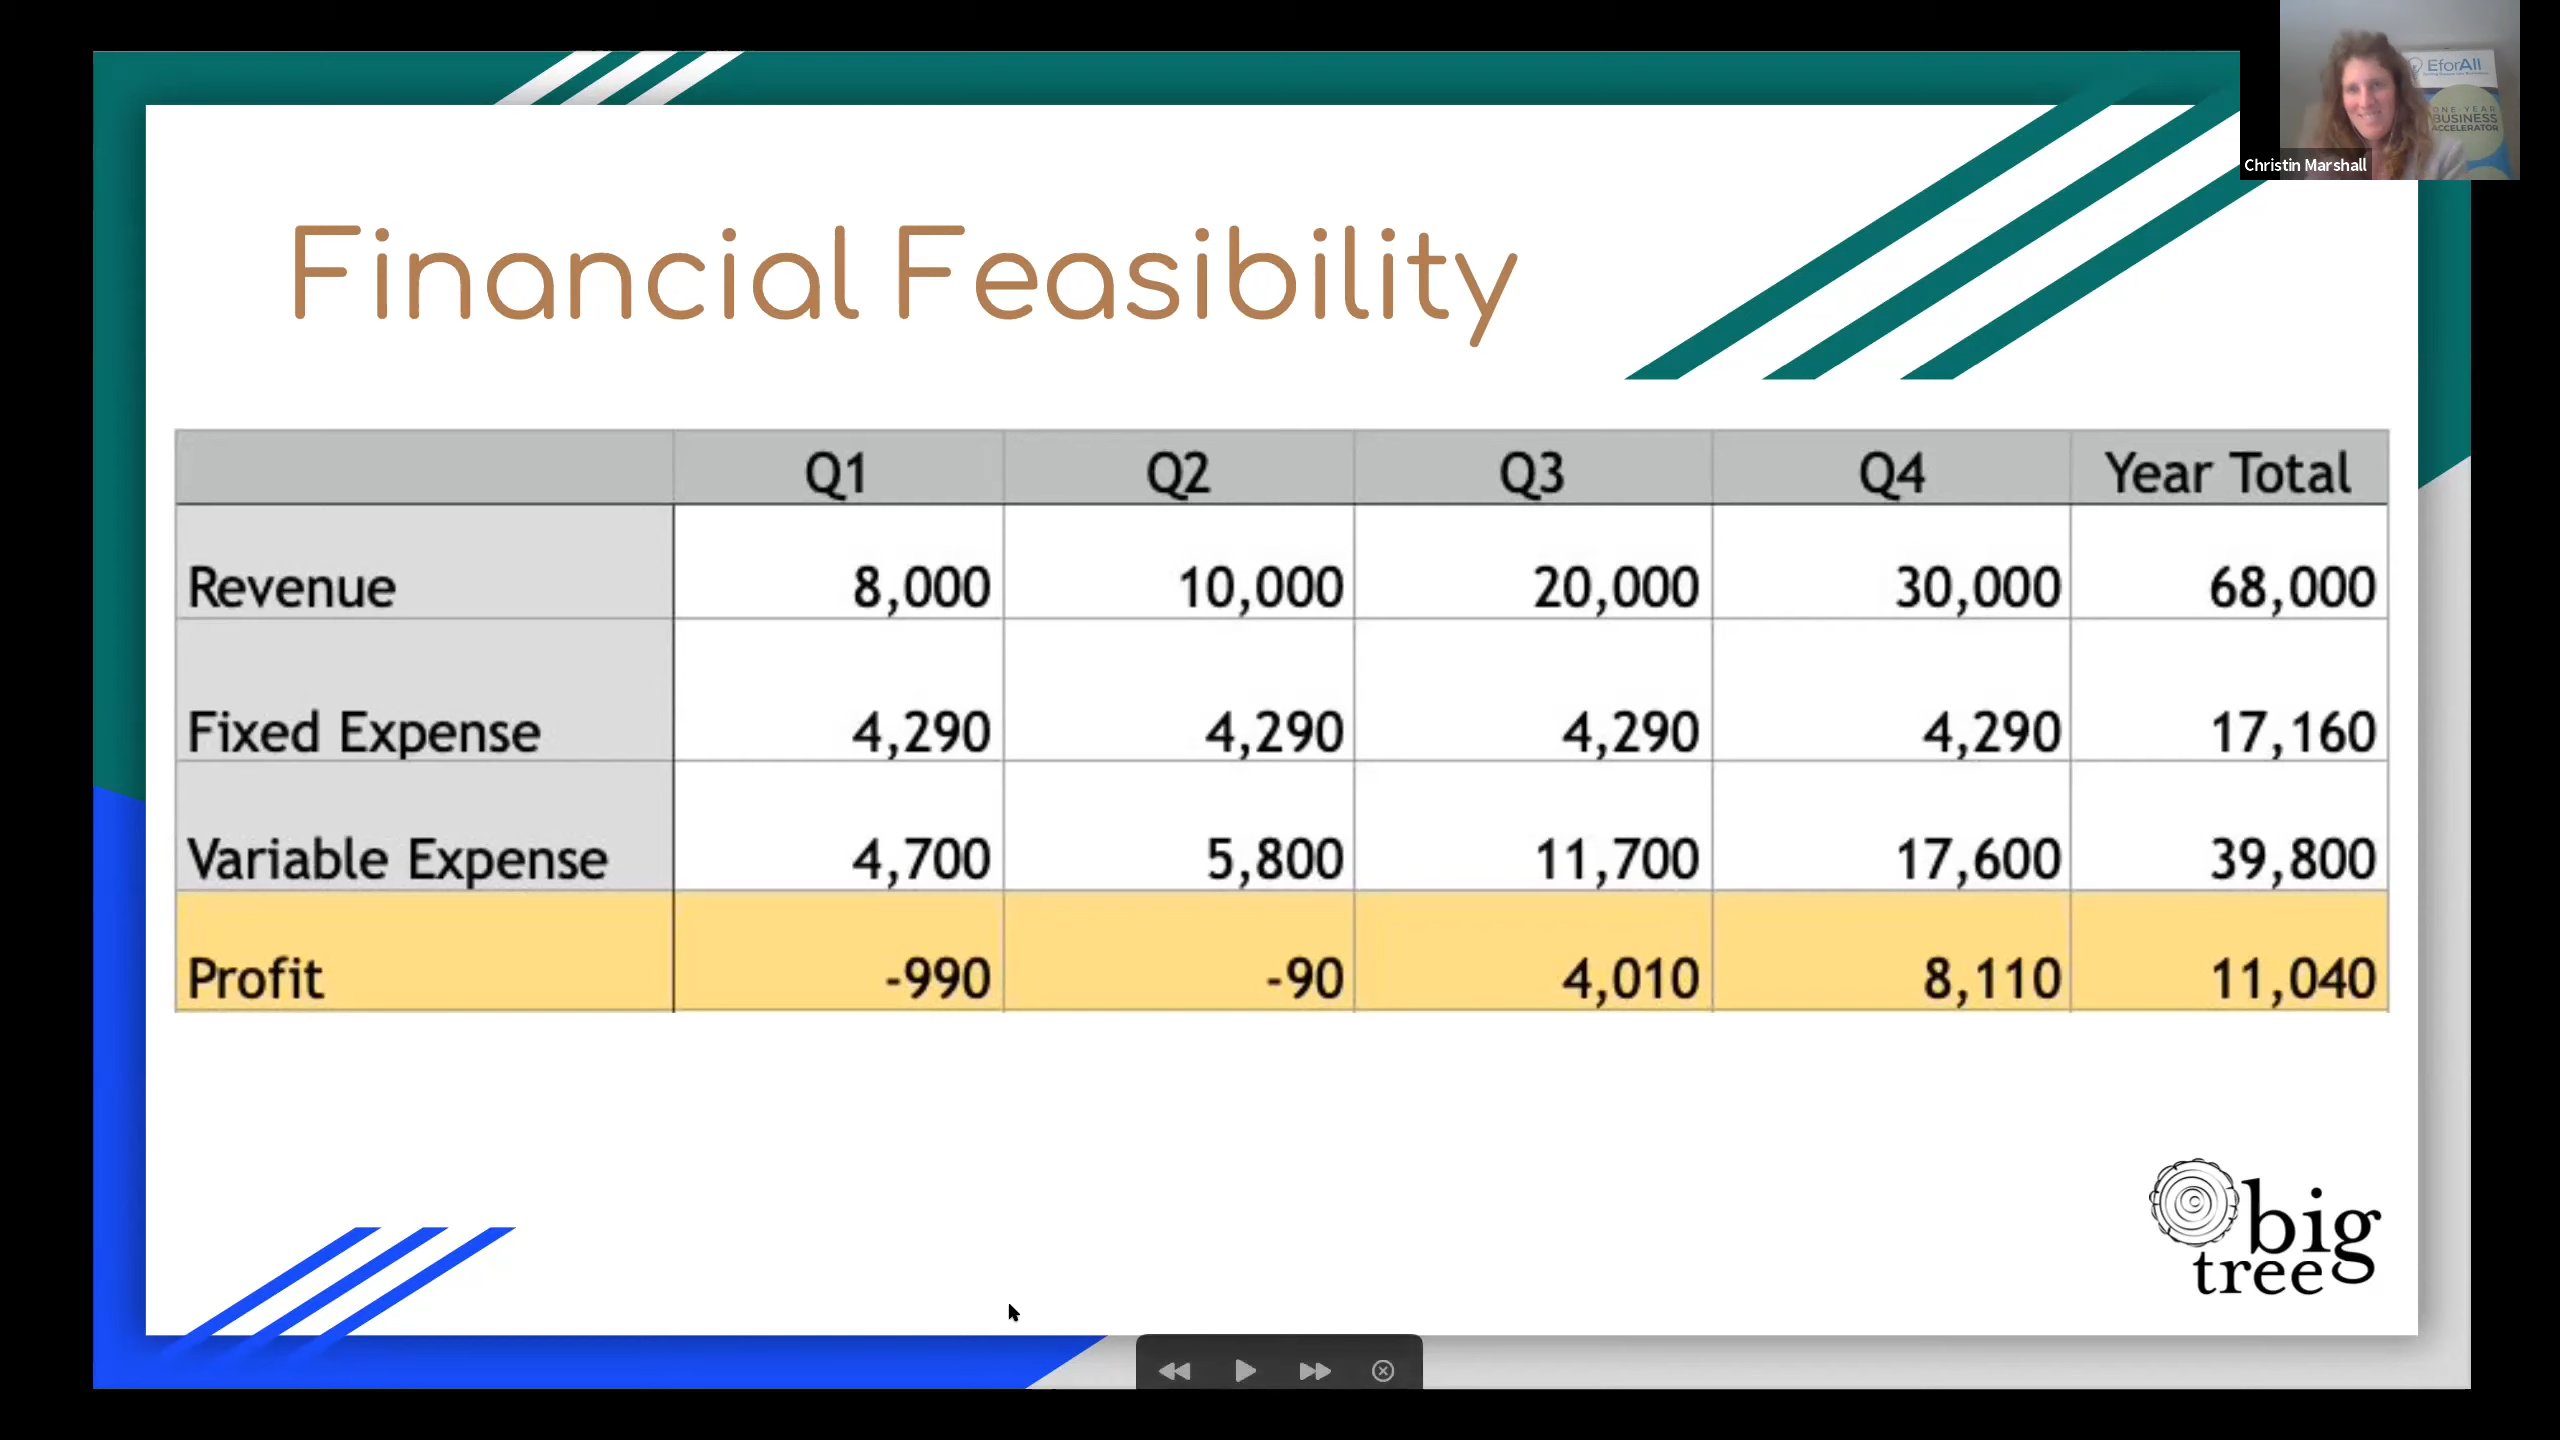 EforAll
ONE YEAR
BUSINESS
ACCELERATOR
Christin Marshall
Financial Feasibility
Q1 Q2 Q3 Q4 Year Total
Revenue 8,000 10,000 20,000 30,000 68,000
Fixed Expense 4,290 4,290 4,290 4,290 17,160
Variable Expense 4,700 5,800 11,700 17,600 39,800
Profit -990 -90 4,010 8,110 11,040
big
tree